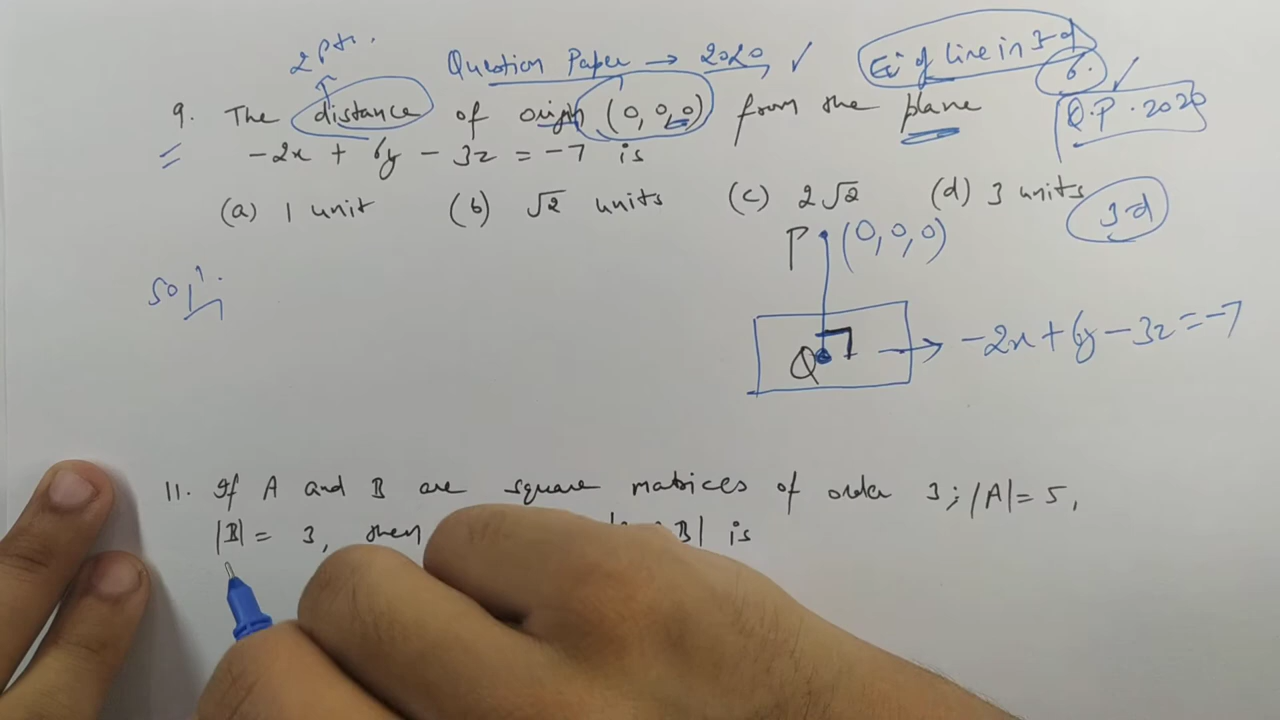 2 pts.
Question Paper → 2020 ✓
Eqⁿ of line in 3-d
6. ✓
Q.P. 2020
9. The distance of origin (0, 0, 0) from the plane
-2x + 6y - 3z = -7 is
(a) 1 unit (b) √2 units (c) 2√2 (d) 3 units
3-d
P (0, 0, 0)
Solⁿ.
Q → -2x + 6y - 3z = -7
11. If A and B are square matrices of order 3; |A| = 5,
|B| = 3, then B| is